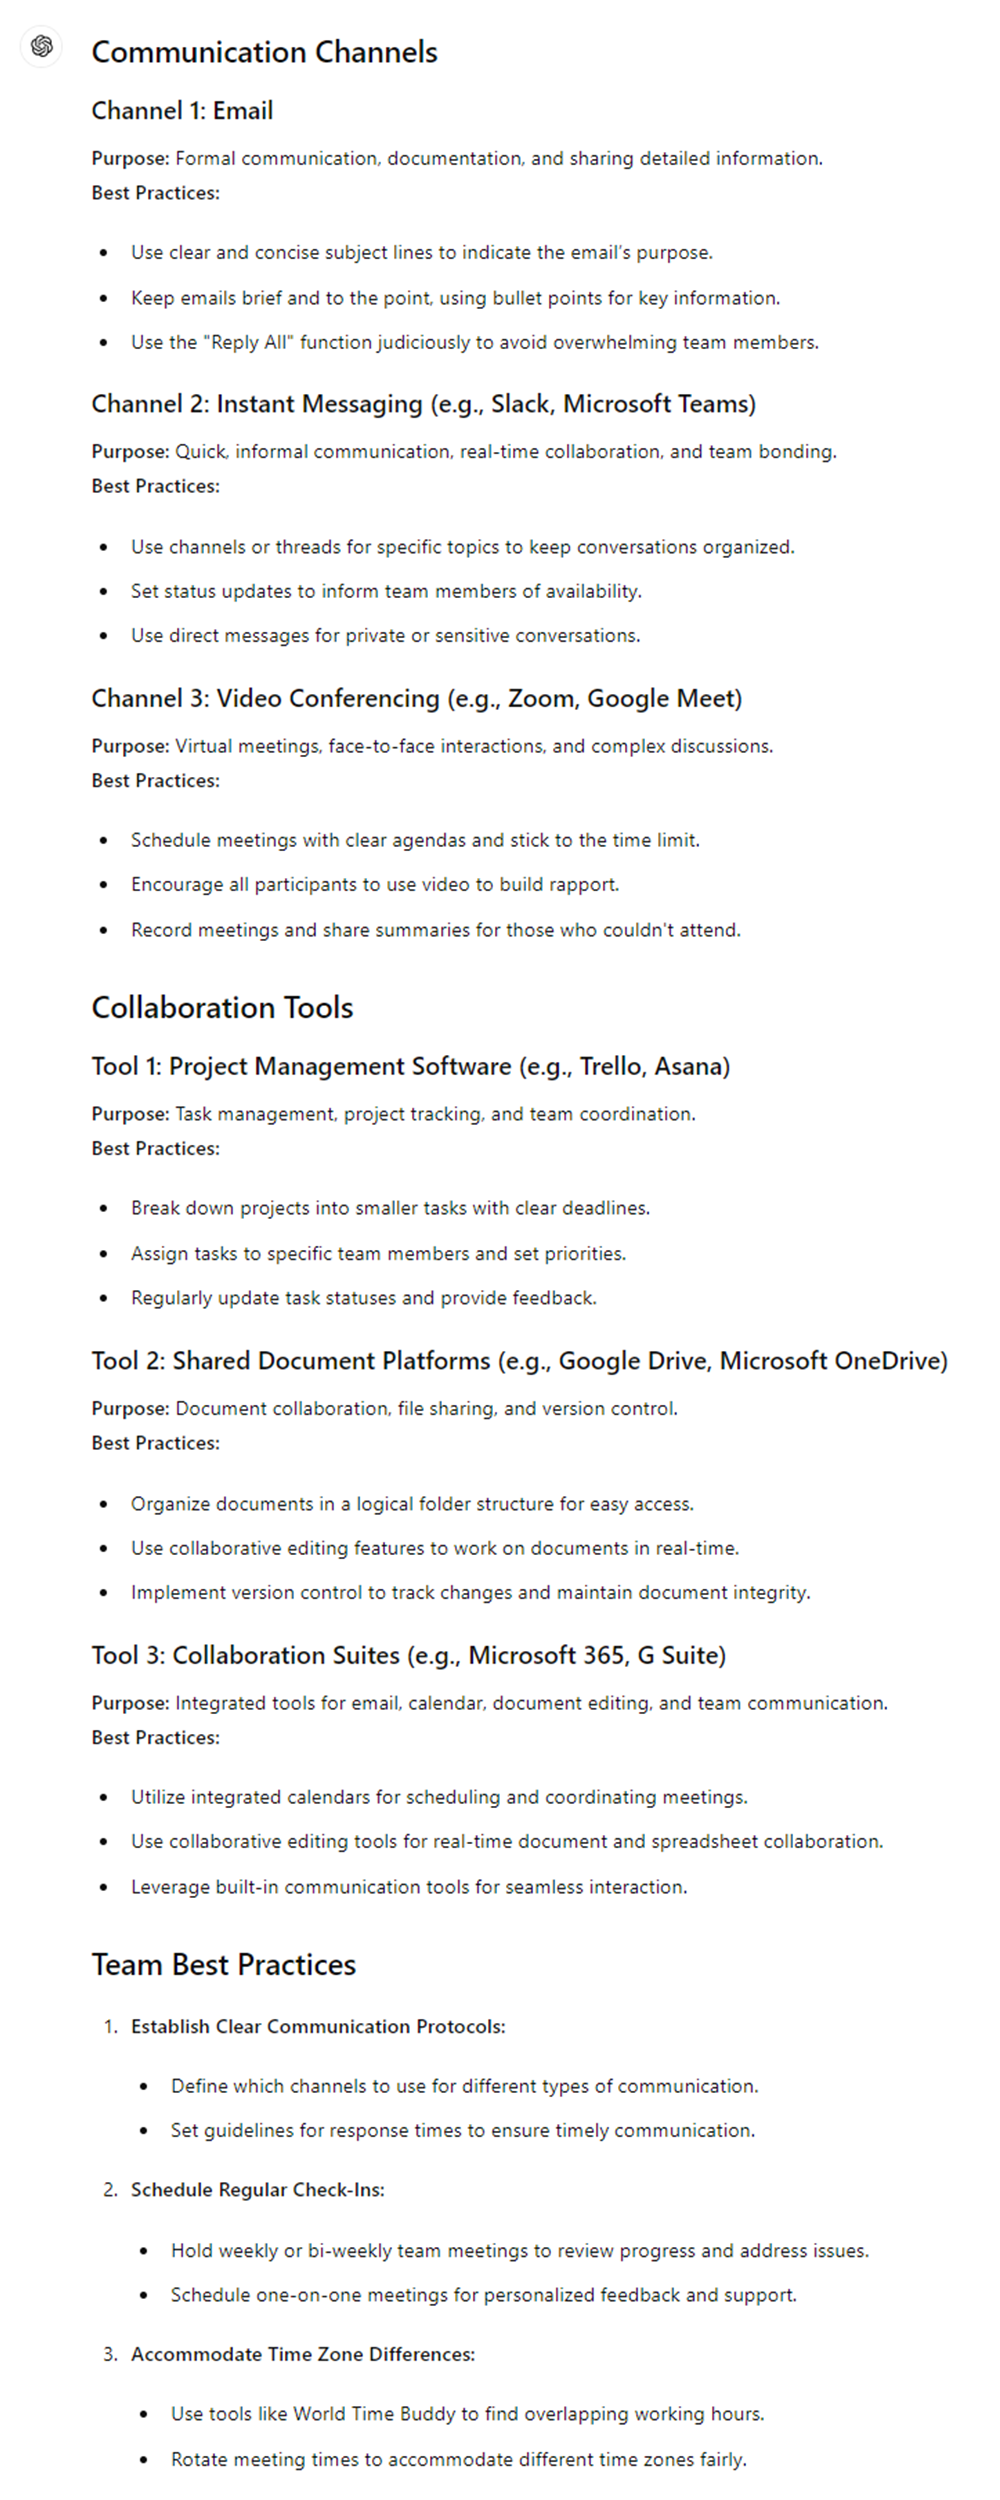 Communication Channels
Channel 1: Email
Purpose: Formal communication, documentation, and sharing detailed information.
Best Practices:
• Use clear and concise subject lines to indicate the email's purpose.
• Keep emails brief and to the point, using bullet points for key information.
• Use the "Reply All" function judiciously to avoid overwhelming team members.
Channel 2: Instant Messaging (e.g., Slack, Microsoft Teams)
Purpose: Quick, informal communication, real-time collaboration, and team bonding.
Best Practices:
• Use channels or threads for specific topics to keep conversations organized.
• Set status updates to inform team members of availability.
• Use direct messages for private or sensitive conversations.
Channel 3: Video Conferencing (e.g., Zoom, Google Meet)
Purpose: Virtual meetings, face-to-face interactions, and complex discussions.
Best Practices:
• Schedule meetings with clear agendas and stick to the time limit.
• Encourage all participants to use video to build rapport.
• Record meetings and share summaries for those who couldn't attend.
Collaboration Tools
Tool 1: Project Management Software (e.g., Trello, Asana)
Purpose: Task management, project tracking, and team coordination.
Best Practices:
• Break down projects into smaller tasks with clear deadlines.
• Assign tasks to specific team members and set priorities.
• Regularly update task statuses and provide feedback.
Tool 2: Shared Document Platforms (e.g., Google Drive, Microsoft OneDrive)
Purpose: Document collaboration, file sharing, and version control.
Best Practices:
• Organize documents in a logical folder structure for easy access.
• Use collaborative editing features to work on documents in real-time.
• Implement version control to track changes and maintain document integrity.
Tool 3: Collaboration Suites (e.g., Microsoft 365, G Suite)
Purpose: Integrated tools for email, calendar, document editing, and team communication.
Best Practices:
• Utilize integrated calendars for scheduling and coordinating meetings.
• Use collaborative editing tools for real-time document and spreadsheet collaboration.
• Leverage built-in communication tools for seamless interaction.
Team Best Practices
1. Establish Clear Communication Protocols:
• Define which channels to use for different types of communication.
• Set guidelines for response times to ensure timely communication.
2. Schedule Regular Check-Ins:
• Hold weekly or bi-weekly team meetings to review progress and address issues.
• Schedule one-on-one meetings for personalized feedback and support.
3. Accommodate Time Zone Differences:
• Use tools like World Time Buddy to find overlapping working hours.
• Rotate meeting times to accommodate different time zones fairly.